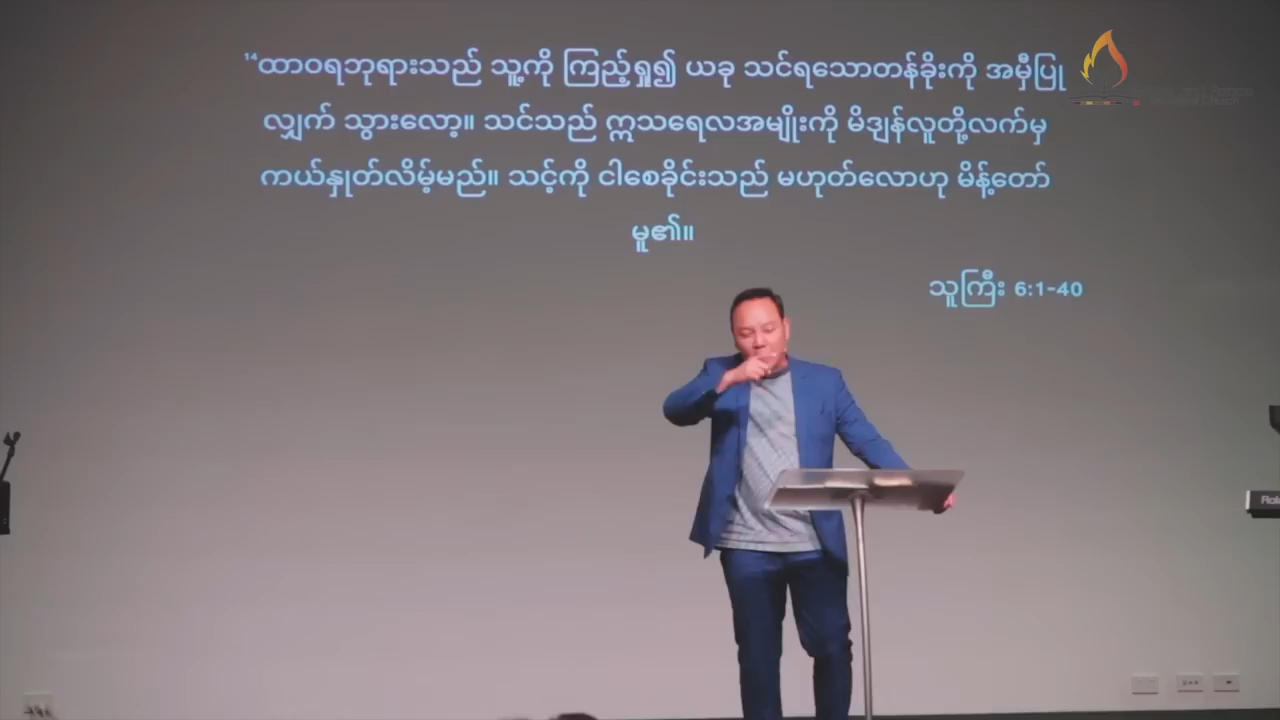 ¹⁴ထာဝရဘုရားသည် သူ့ကို ကြည့်ရှု၍ ယခု သင်ရသောတန်ခိုးကို အမှီပြု
လျှက် သွားလော့။ သင်သည် ဣသရေလအမျိုးကို မိဒျန်လူတို့လက်မှ
ကယ်နှုတ်လိမ့်မည်။ သင့်ကို ငါစေခိုင်းသည် မဟုတ်လောဟု မိန့်တော်
မူ၏။
သူကြီး 6:1-40